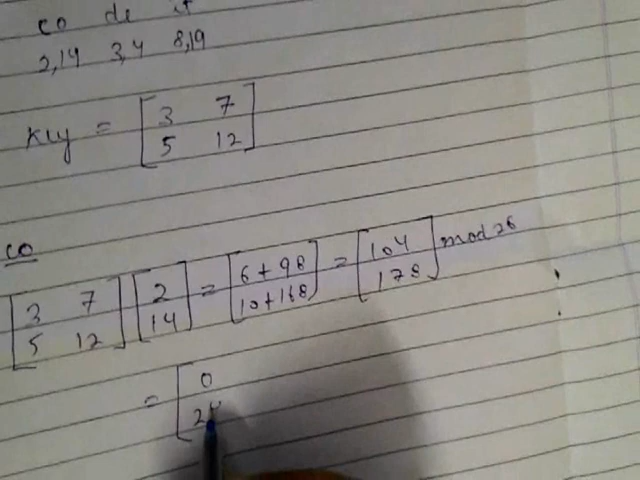 co de it
2,14 3,4 8,19
Key = [3 7
5 12]
co
[3 7
5 12] [2
14] = [6+98
10+168] = [104
178] mod 26
= [0
2